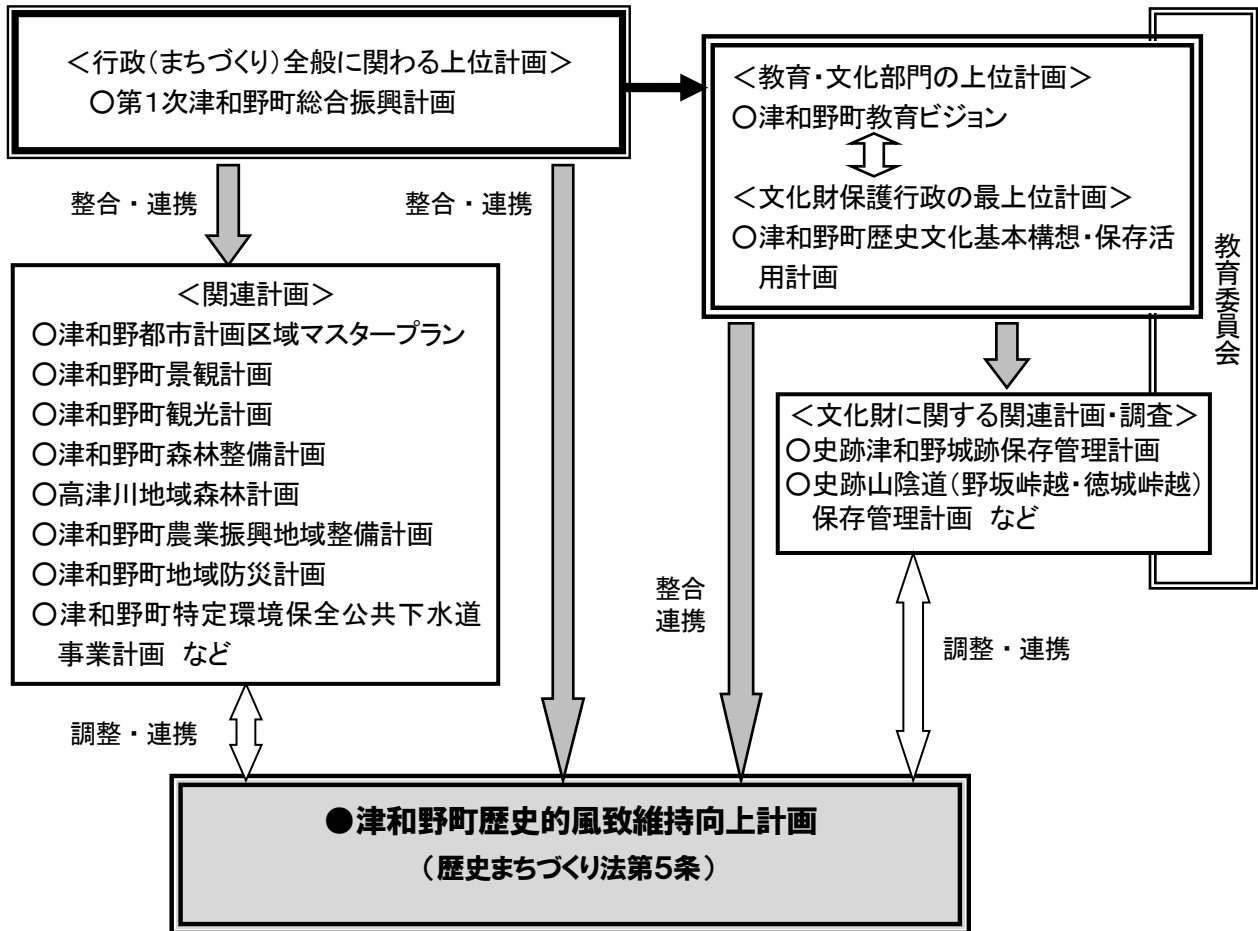 ＜行政（まちづくり）全般に関わる上位計画＞
○第１次津和野町総合振興計画
＜教育・文化部門の上位計画＞
○津和野町教育ビジョン
＜文化財保護行政の最上位計画＞
○津和野町歴史文化基本構想・保存活
用計画
教育委員会
整合・連携
整合・連携
＜関連計画＞
○津和野都市計画区域マスタープラン
○津和野町景観計画
○津和野町観光計画
○津和野町森林整備計画
○高津川地域森林計画
○津和野町農業振興地域整備計画
○津和野町地域防災計画
○津和野町特定環境保全公共下水道
事業計画　など
＜文化財に関する関連計画・調査＞
○史跡津和野城跡保存管理計画
○史跡山陰道（野坂峠越・徳城峠越）
保存管理計画　など
整合
連携
調整・連携
調整・連携
●津和野町歴史的風致維持向上計画
（歴史まちづくり法第５条）